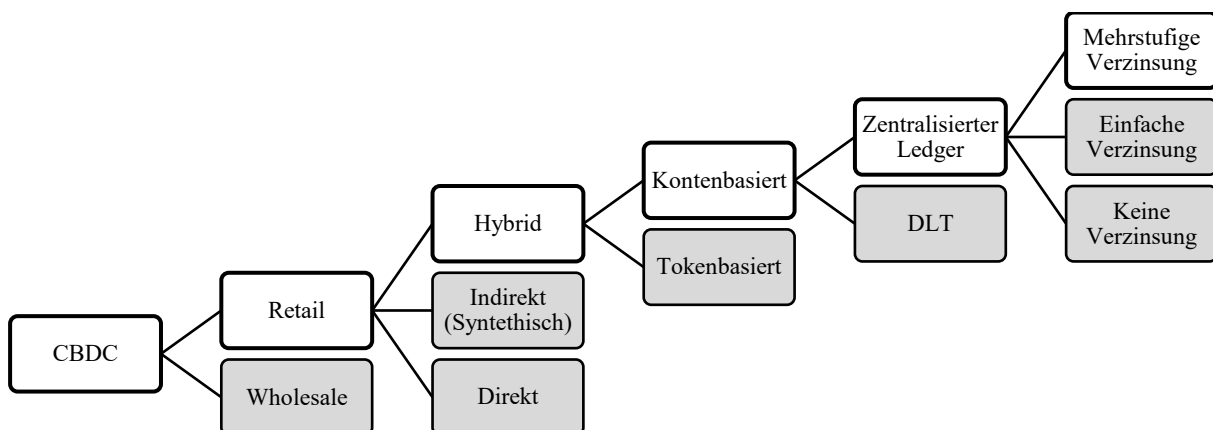 CBDC
Retail
Wholesale
Hybrid
Indirekt
(Syntethisch)
Direkt
Kontenbasiert
Tokenbasiert
Zentralisierter
Ledger
DLT
Mehrstufige
Verzinsung
Einfache
Verzinsung
Keine
Verzinsung